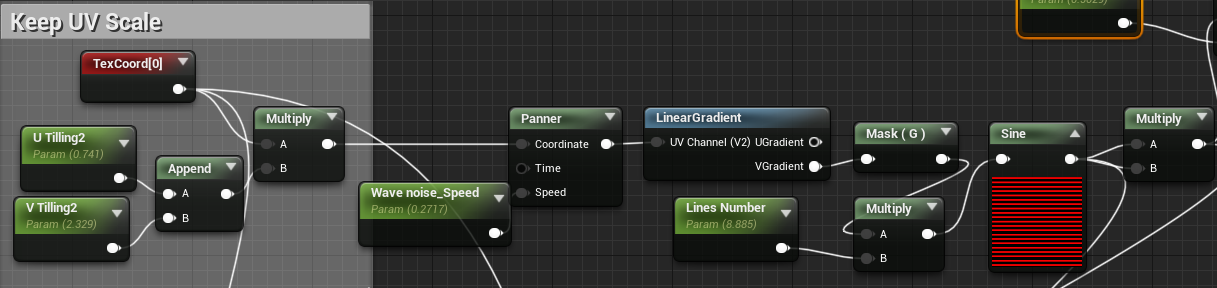 Keep UV Scale
Param (0.3029)
TexCoord[0]
U Tilling2
Param (0.741)
V Tilling2
Param (2.329)
Append
A
B
Multiply
A
B
Wave noise_Speed
Param (0.2717)
Panner
Coordinate
Time
Speed
LinearGradient
UV Channel (V2) UGradient
VGradient
Lines Number
Param (8.885)
Mask ( G )
Multiply
A
B
Sine
Multiply
A
B